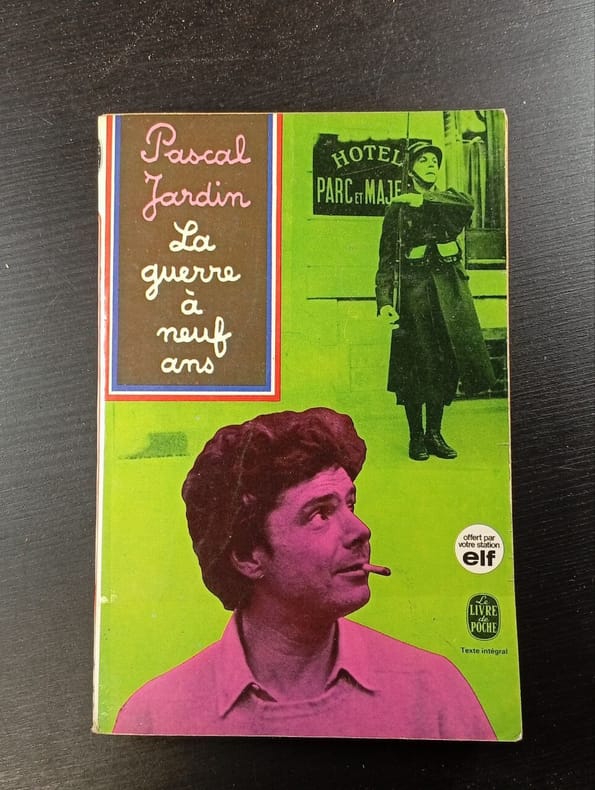 Pascal
Jardin
La
guerre
à
neuf
ans
HOTEL
PARC ET MAJE
offert par
votre station
elf
Le
LIVRE
de
POCHE
Texte intégral